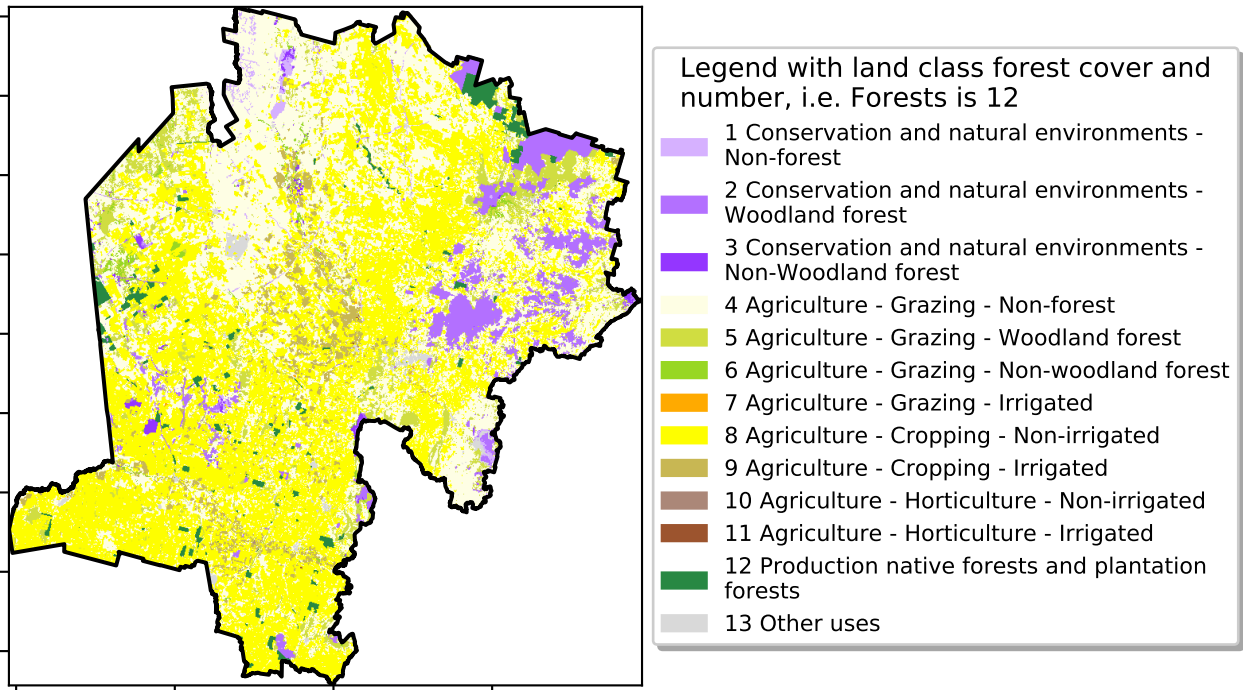 Legend with land class forest cover and
number, i.e. Forests is 12
1 Conservation and natural environments -
Non-forest
2 Conservation and natural environments -
Woodland forest
3 Conservation and natural environments -
Non-Woodland forest
4 Agriculture - Grazing - Non-forest
5 Agriculture - Grazing - Woodland forest
6 Agriculture - Grazing - Non-woodland forest
7 Agriculture - Grazing - Irrigated
8 Agriculture - Cropping - Non-irrigated
9 Agriculture - Cropping - Irrigated
10 Agriculture - Horticulture - Non-irrigated
11 Agriculture - Horticulture - Irrigated
12 Production native forests and plantation
forests
13 Other uses